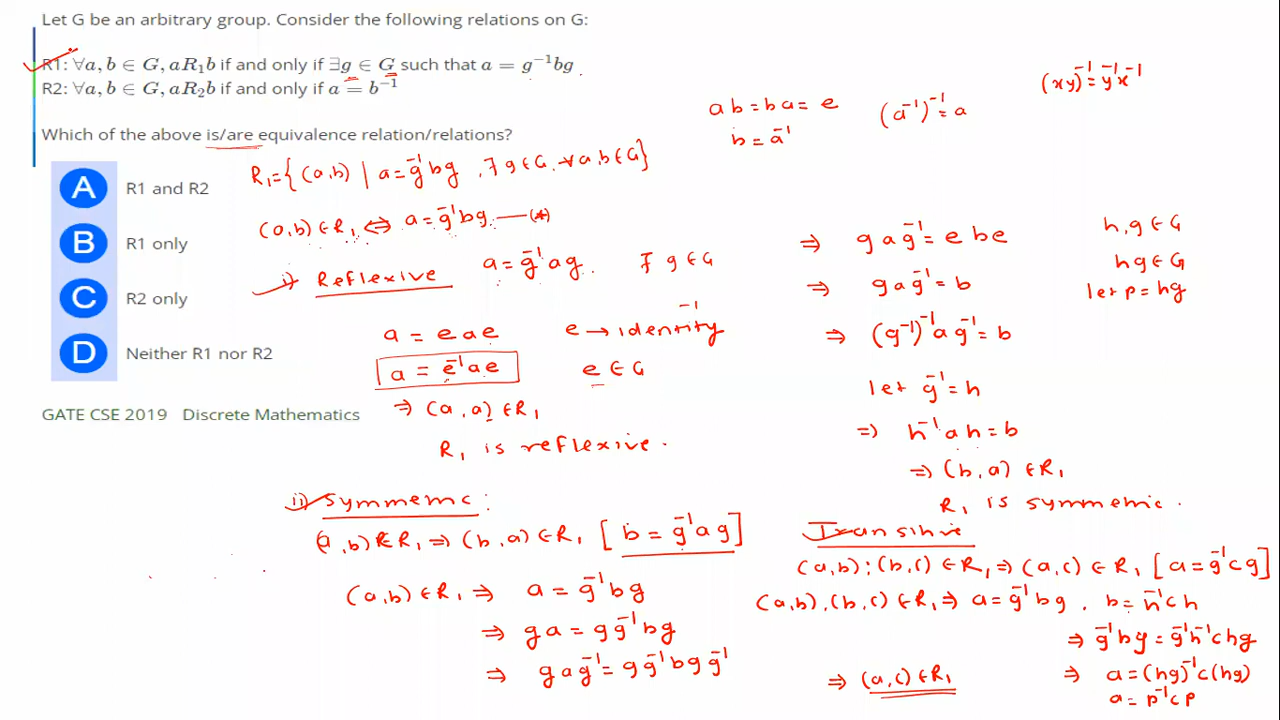 Let G be an arbitrary group. Consider the following relations on G:
R1: ∀a, b ∈ G, aR₁b if and only if ∃g ∈ G such that a = g⁻¹bg
R2: ∀a, b ∈ G, aR₂b if and only if a = b⁻¹
Which of the above is/are equivalence relation/relations?
A R1 and R2
B R1 only
C R2 only
D Neither R1 nor R2
GATE CSE 2019 Discrete Mathematics
ab = ba = e
b = a⁻¹
(a⁻¹)⁻¹ = a
(xy)⁻¹ = y⁻¹x⁻¹
R₁ = {(a,b) | a = g⁻¹bg, ∃ g ∈ G, ∀ a,b ∈ G}
(a,b) ∈ R₁ ⇔ a = g⁻¹bg. —(*)
i) Reflexive a = g⁻¹ag. ∃ g ∈ G
a = eae e → identity
-1
a = e⁻¹ae e ∈ G
⇒ (a,a) ∈ R₁
R₁ is reflexive.
ii) Symmemc :
(a,b) ∈ R₁ ⇒ (b,a) ∈ R₁ [b = g⁻¹ag]
(a,b) ∈ R₁ ⇒ a = g⁻¹bg
⇒ ga = gg⁻¹bg
⇒ gag⁻¹ = gg⁻¹bgg⁻¹
⇒ gag⁻¹ = ebe
⇒ gag⁻¹ = b
⇒ (g⁻¹)⁻¹ag⁻¹ = b
let g⁻¹ = h
⇒ h⁻¹ah = b
⇒ (b,a) ∈ R₁
R₁ is symmemic.
h,g ∈ G
hg ∈ G
let p = hg
Transitive
(a,b);(b,c) ∈ R₁ ⇒ (a,c) ∈ R₁ [a = g⁻¹cg]
(a,b),(b,c) ∈ R₁ ⇒ a = g⁻¹bg, b = h⁻¹ch
⇒ g⁻¹bg = g⁻¹h⁻¹chg
⇒ a = (hg)⁻¹c(hg)
a = p⁻¹cp
⇒ (a,c) ∈ R₁